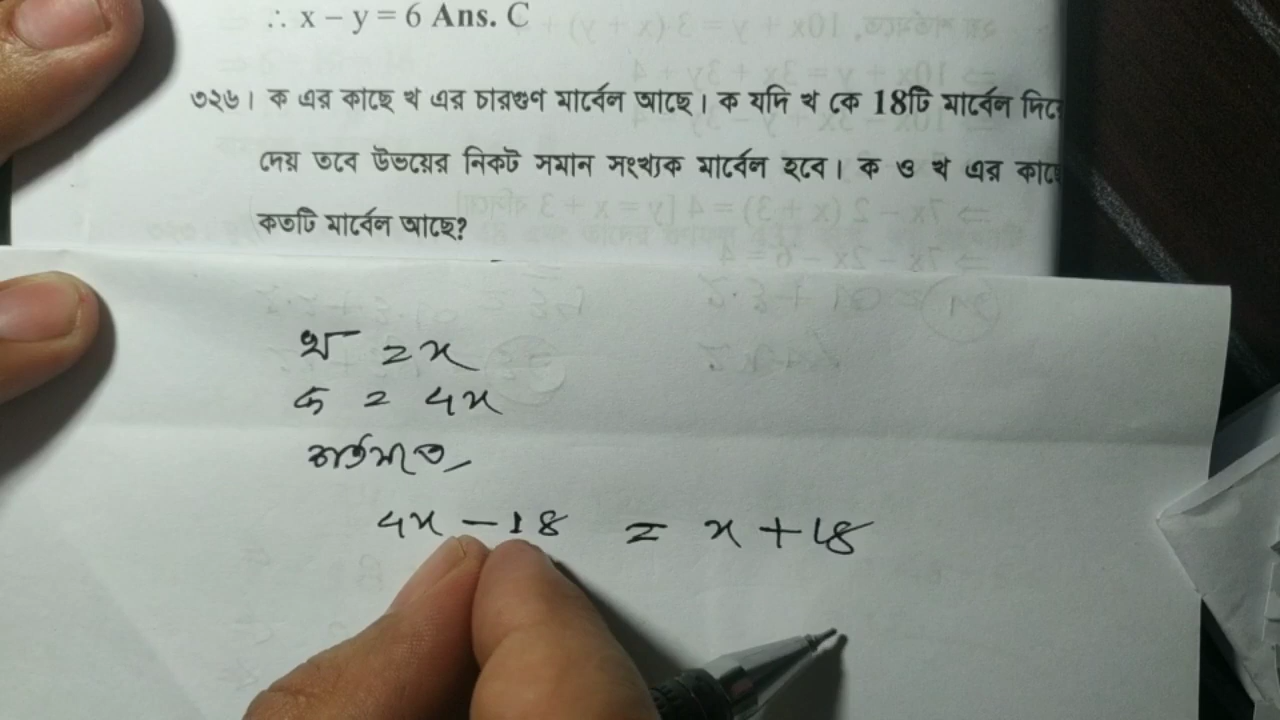 ∴ x – y = 6 Ans. C
৩২৬। ক এর কাছে খ এর চারগুণ মার্বেল আছে। ক যদি খ কে 18টি মার্বেল দিয়ে
দেয় তবে উভয়ের নিকট সমান সংখ্যক মার্বেল হবে। ক ও খ এর কাছে
কতটি মার্বেল আছে?
খ = x
ক = 4x
শর্তমতে,
4x – 18 = x + 18